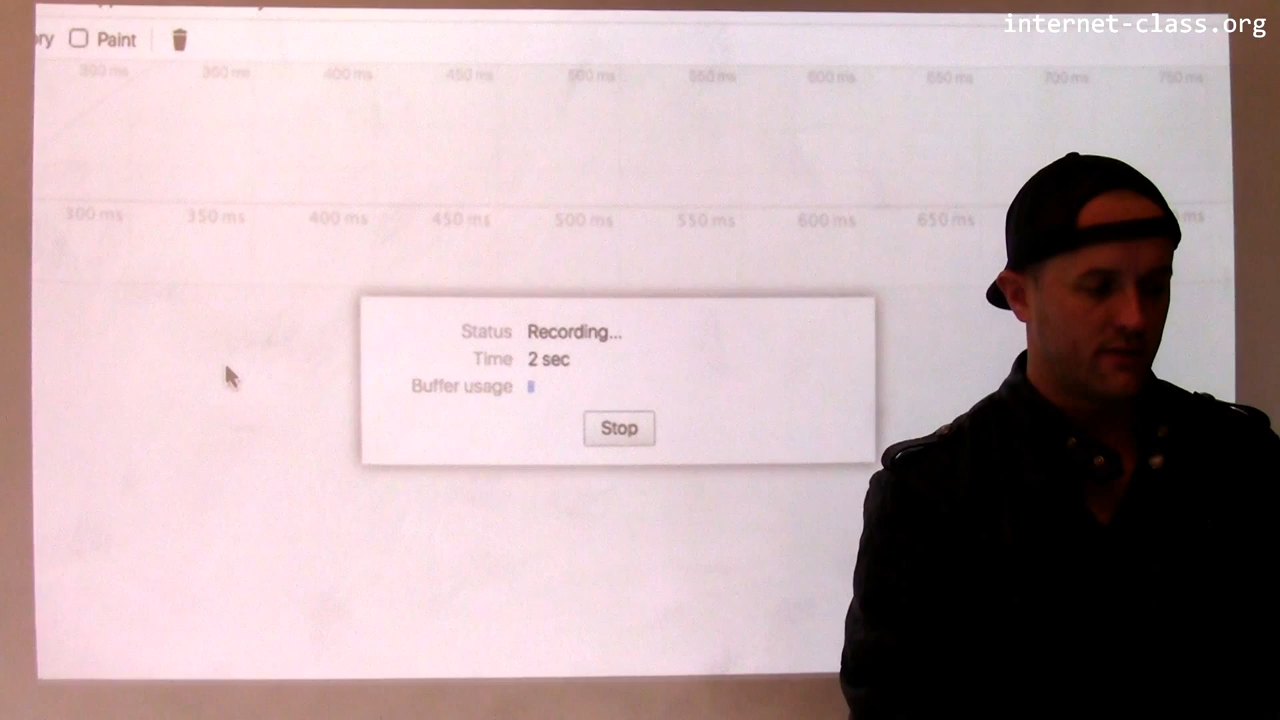 internet-class.org
ry Paint
300 ms 350 ms 400 ms 450 ms 500 ms 550 ms 600 ms 650 ms 700 ms 750 ms
300 ms 350 ms 400 ms 450 ms 500 ms 550 ms 600 ms 650 ms ms
Status Recording...
Time 2 sec
Buffer usage
Stop